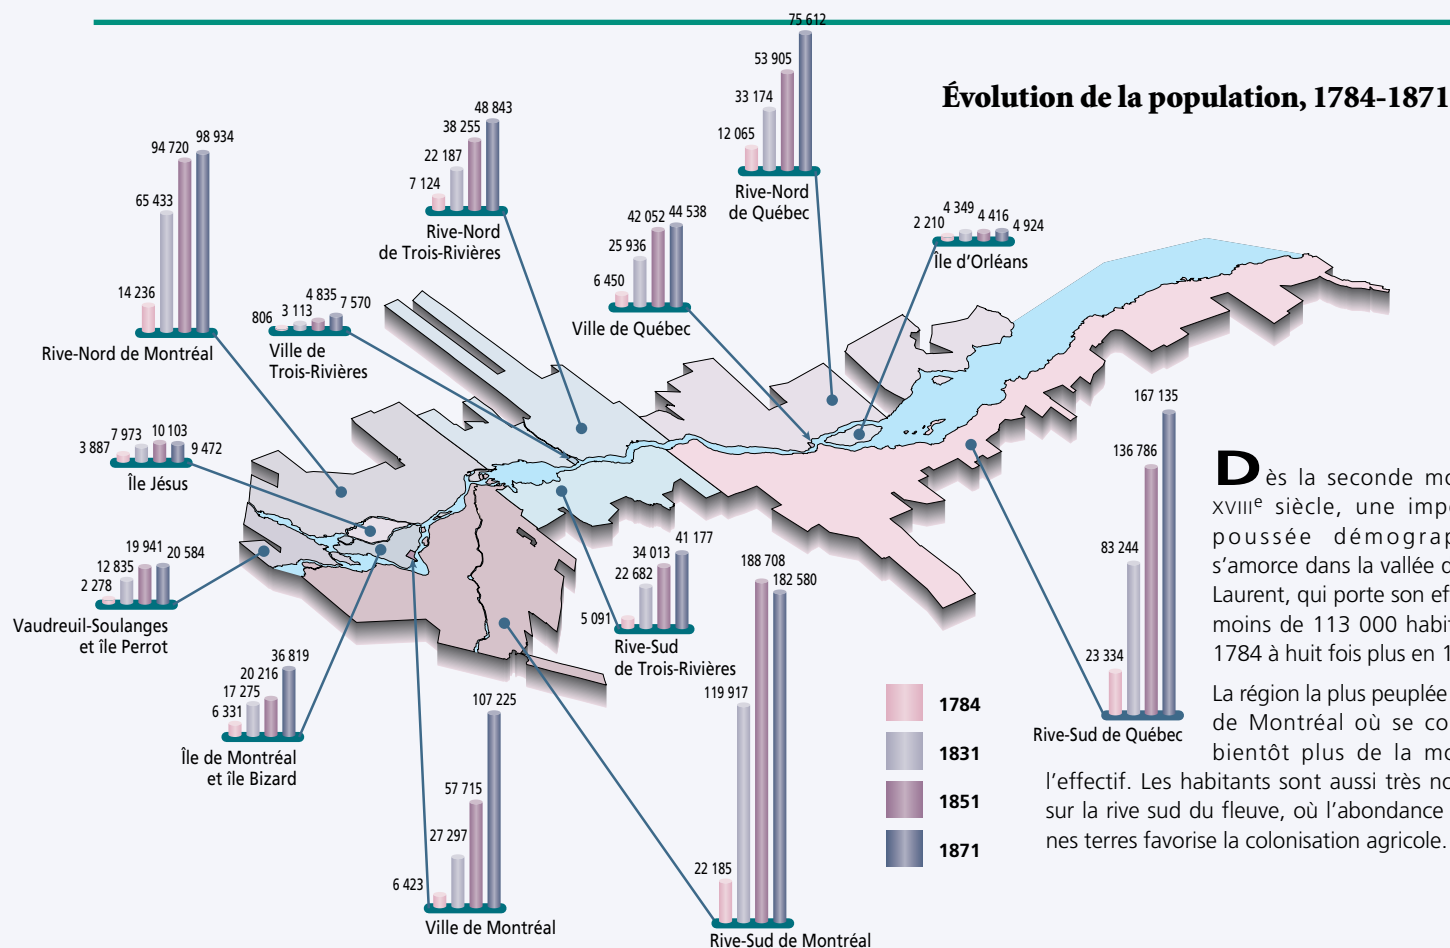 Évolution de la population, 1784-1871
75 612
53 905
33 174
12 065
Rive-Nord
de Québec
48 843
38 255
22 187
7 124
Rive-Nord
de Trois-Rivières
98 934
94 720
65 433
14 236
Rive-Nord de Montréal
4 835
7 570
3 113
806
Ville de
Trois-Rivières
42 052
44 538
25 936
6 450
Ville de Québec
4 349
4 416
2 210
4 924
Île d'Orléans
7 973
10 103
3 887
9 472
Île Jésus
19 941
20 584
12 835
2 278
Vaudreuil-Soulanges
et île Perrot
36 819
20 216
17 275
6 331
Île de Montréal
et île Bizard
107 225
57 715
27 297
6 423
Ville de Montréal
41 177
34 013
22 682
5 091
Rive-Sud
de Trois-Rivières
188 708
182 580
119 917
22 185
Rive-Sud de Montréal
167 135
136 786
83 244
23 334
Rive-Sud de Québec
1784
1831
1851
1871
Dès la seconde mo
XVIIIe siècle, une impo
poussée démograp
s'amorce dans la vallée d
Laurent, qui porte son ef
moins de 113 000 habit
1784 à huit fois plus en 1
La région la plus peuplée
de Montréal où se co
bientôt plus de la mo
l'effectif. Les habitants sont aussi très no
sur la rive sud du fleuve, où l'abondance
nes terres favorise la colonisation agricole.